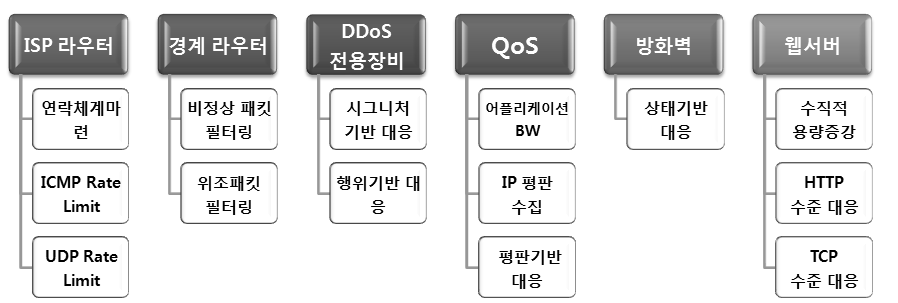 ISP 라우터
연락체계마
련
ICMP Rate
Limit
UDP Rate
Limit
경계 라우터
비정상 패킷
필터링
위조패킷
필터링
DDoS
전용장비
시그니처
기반 대응
행위기반 대
응
QoS
어플리케이션
BW
IP 평판
수집
평판기반
대응
방화벽
상태기반
대응
웹서버
수직적
용량증강
HTTP
수준 대응
TCP
수준 대응